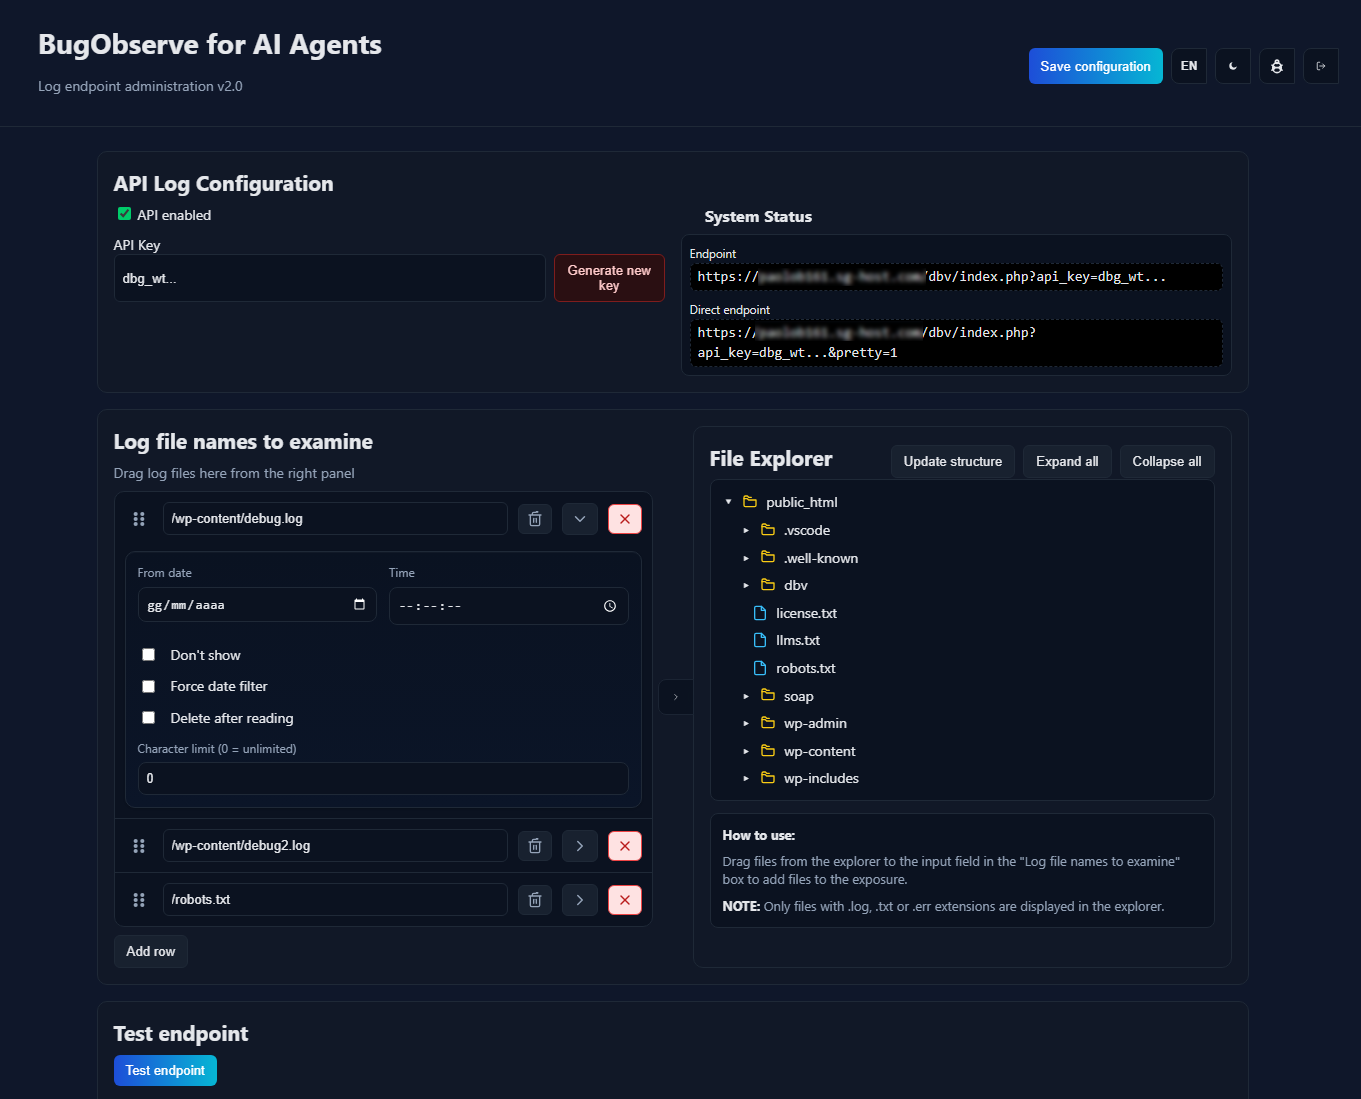 BugObserve for AI Agents
Log endpoint administration v2.0
Save configuration
EN
API Log Configuration
API enabled
API Key
dbg_wt...
Generate new
key
System Status
Endpoint
https:///dbv/index.php?api_key=dbg_wt...
Direct endpoint
https:///dbv/index.php?
api_key=dbg_wt...&pretty=1
Log file names to examine
Drag log files here from the right panel
/wp-content/debug.log
From date
Time
gg/mm/aaaa
--:--:--
Don't show
Force date filter
Delete after reading
Character limit (0 = unlimited)
0
/wp-content/debug2.log
/robots.txt
Add row
File Explorer
Update structure
Expand all
Collapse all
public_html
.vscode
.well-known
dbv
license.txt
llms.txt
robots.txt
soap
wp-admin
wp-content
wp-includes
How to use:
Drag files from the explorer to the input field in the "Log file names to examine"
box to add files to the exposure.
NOTE: Only files with .log, .txt or .err extensions are displayed in the explorer.
Test endpoint
Test endpoint